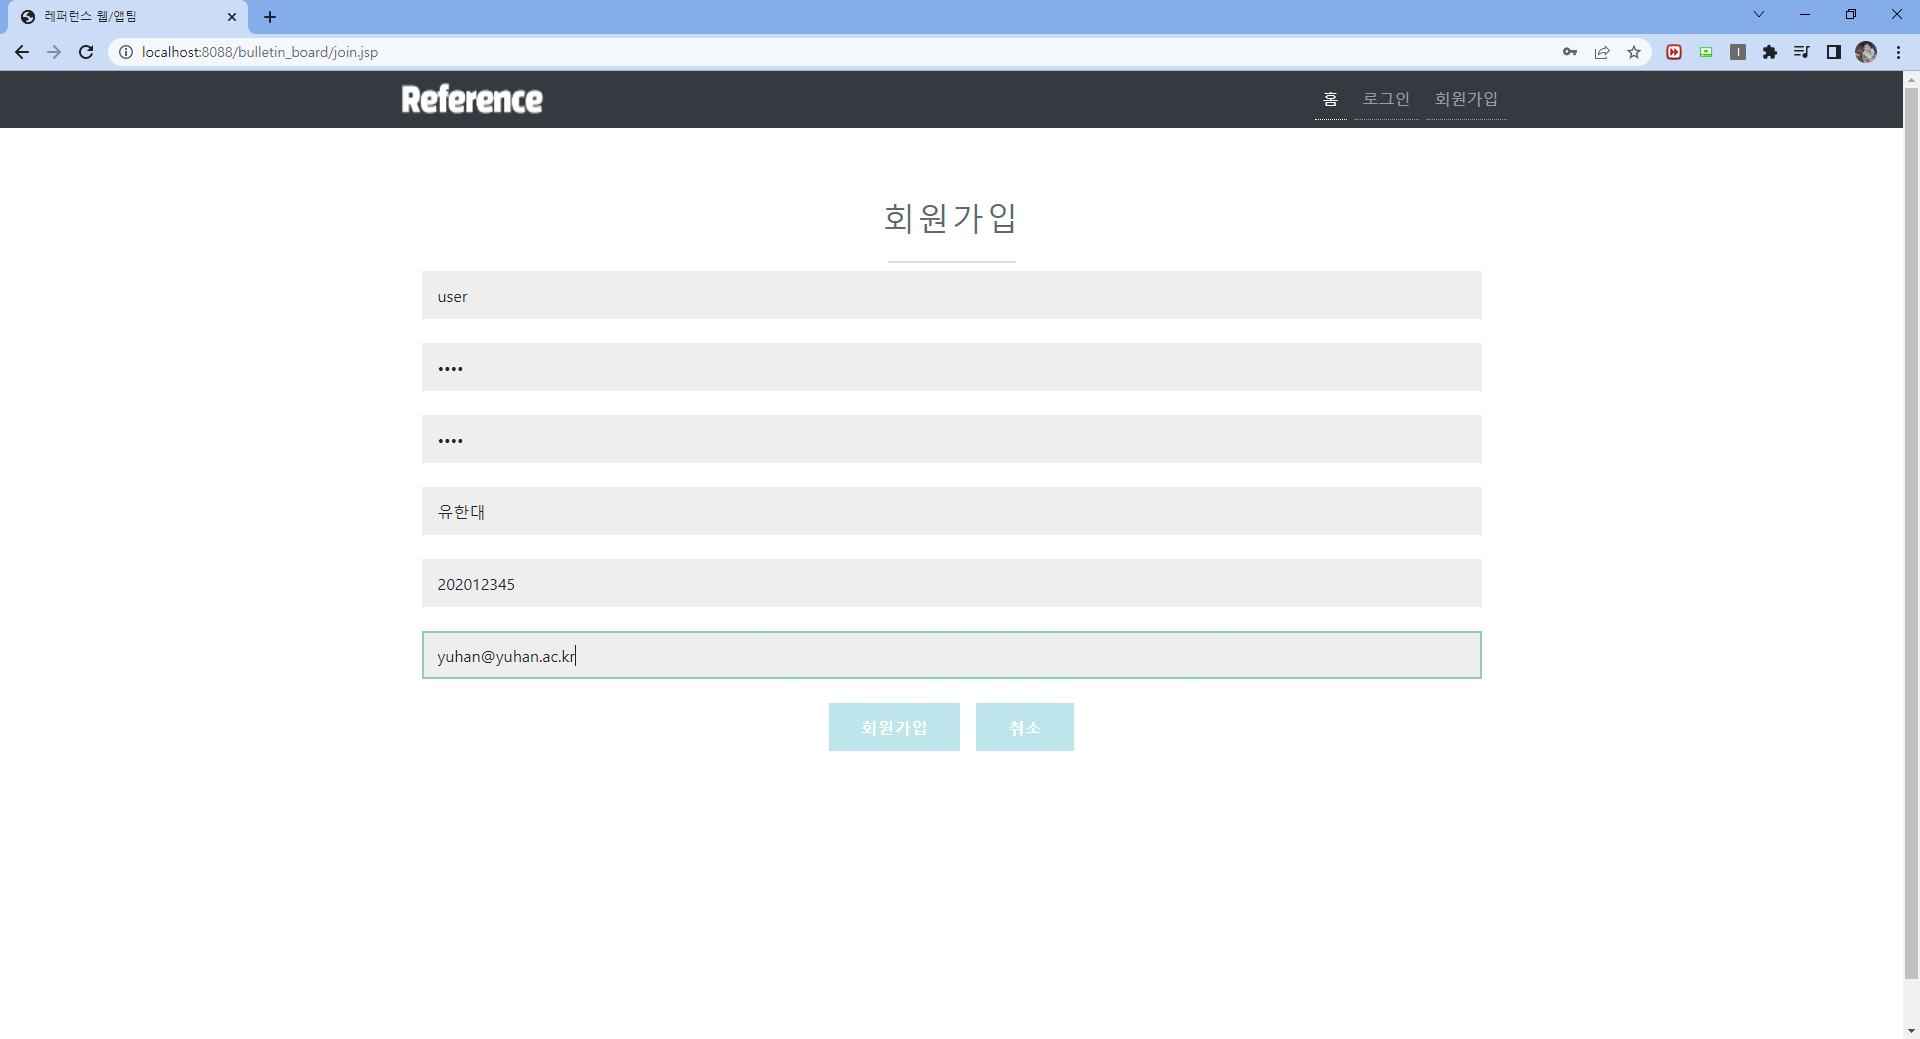 레퍼런스 웹/앱팀
localhost:8088/bulletin_board/join.jsp
Reference
홈 로그인 회원가입
회원가입
user
••••
••••
유한대
202012345
yuhan@yuhan.ac.kr
회원가입 취소